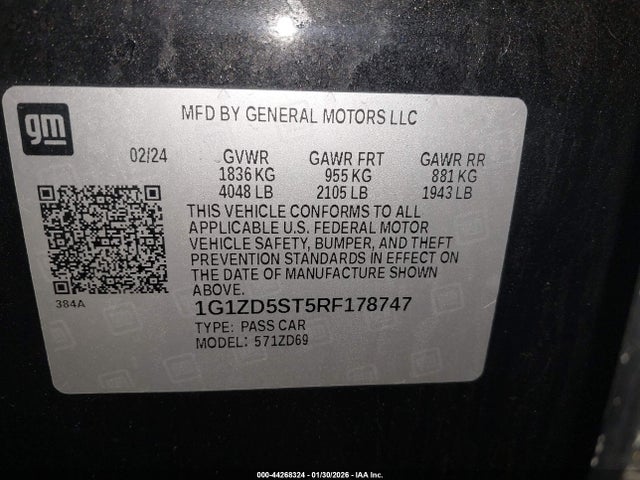 gm
MFD BY GENERAL MOTORS LLC
02/24 GVWR GAWR FRT GAWR RR
1836 KG 955 KG 881 KG
4048 LB 2105 LB 1943 LB
THIS VEHICLE CONFORMS TO ALL
APPLICABLE U.S. FEDERAL MOTOR
VEHICLE SAFETY, BUMPER, AND THEFT
PREVENTION STANDARDS IN EFFECT ON
THE DATE OF MANUFACTURE SHOWN
ABOVE.
384A
1G1ZD5ST5RF178747
TYPE: PASS CAR
MODEL: 571ZD69
000-44268324 | 01/30/2026 - IAA Inc.